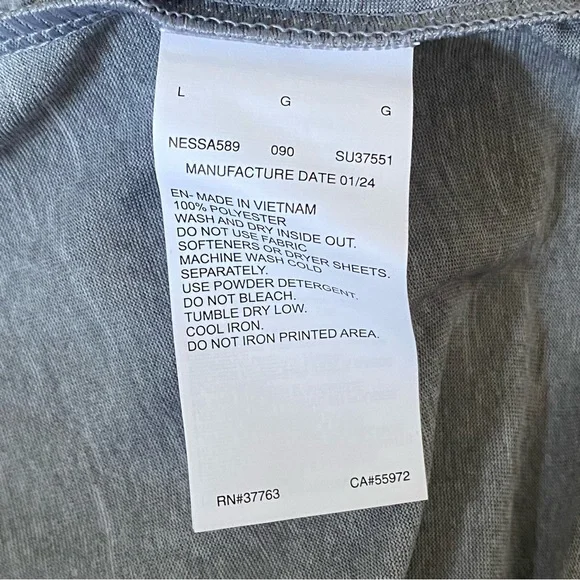 L G G
NESSA589 090 SU37551
MANUFACTURE DATE 01/24
EN- MADE IN VIETNAM
100% POLYESTER
WASH AND DRY INSIDE OUT.
DO NOT USE FABRIC
SOFTENERS OR DRYER SHEETS.
MACHINE WASH COLD
SEPARATELY.
USE POWDER DETERGENT.
DO NOT BLEACH.
TUMBLE DRY LOW.
COOL IRON.
DO NOT IRON PRINTED AREA.
RN#37763 CA#55972